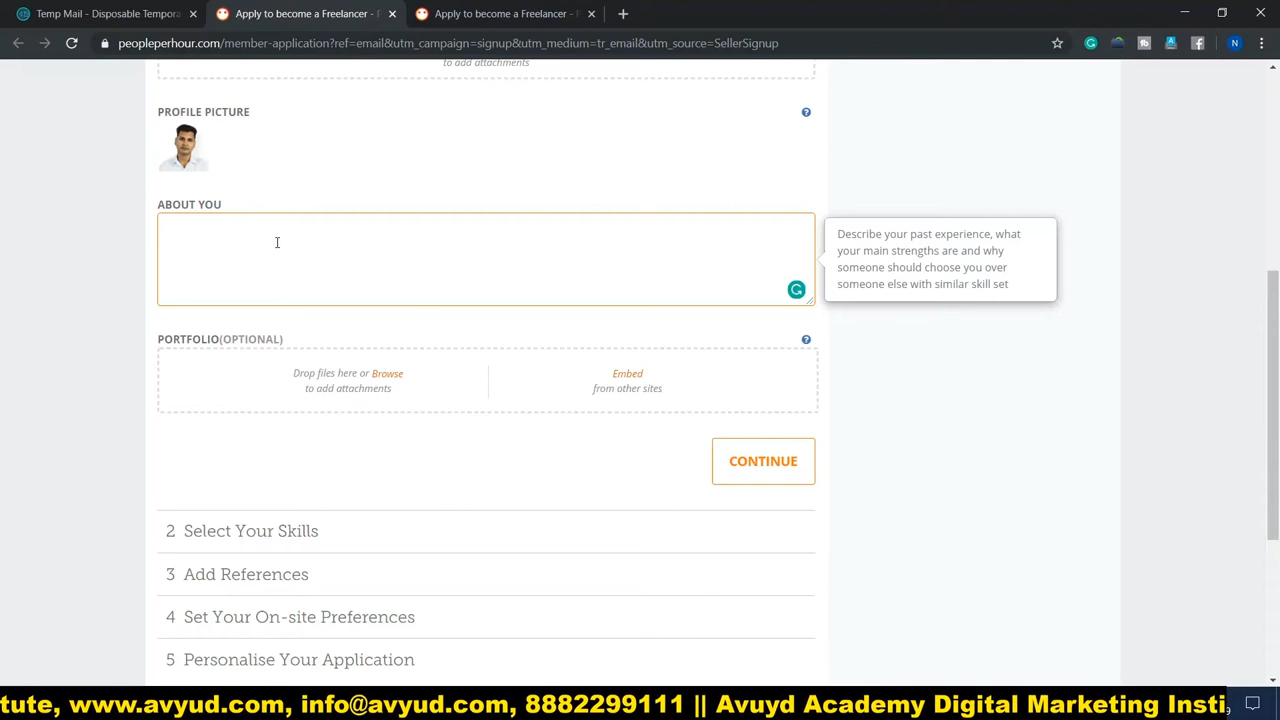 Temp Mail - Disposable Tempora
Apply to become a Freelancer -
Apply to become a Freelancer -
peopleperhour.com/member-application?ref=email&utm_campaign=signup&utm_medium=tr_email&utm_source=SellerSignup
N
to add attachments
PROFILE PICTURE
?
ABOUT YOU
Describe your past experience, what
your main strengths are and why
someone should choose you over
someone else with similar skill set
PORTFOLIO(OPTIONAL)
?
Drop files here or Browse
to add attachments
Embed
from other sites
CONTINUE
2 Select Your Skills
3 Add References
4 Set Your On-site Preferences
5 Personalise Your Application
tute, www.avyud.com, info@avyud.com, 8882299111 || Avuyd Academy Digital Marketing Insti